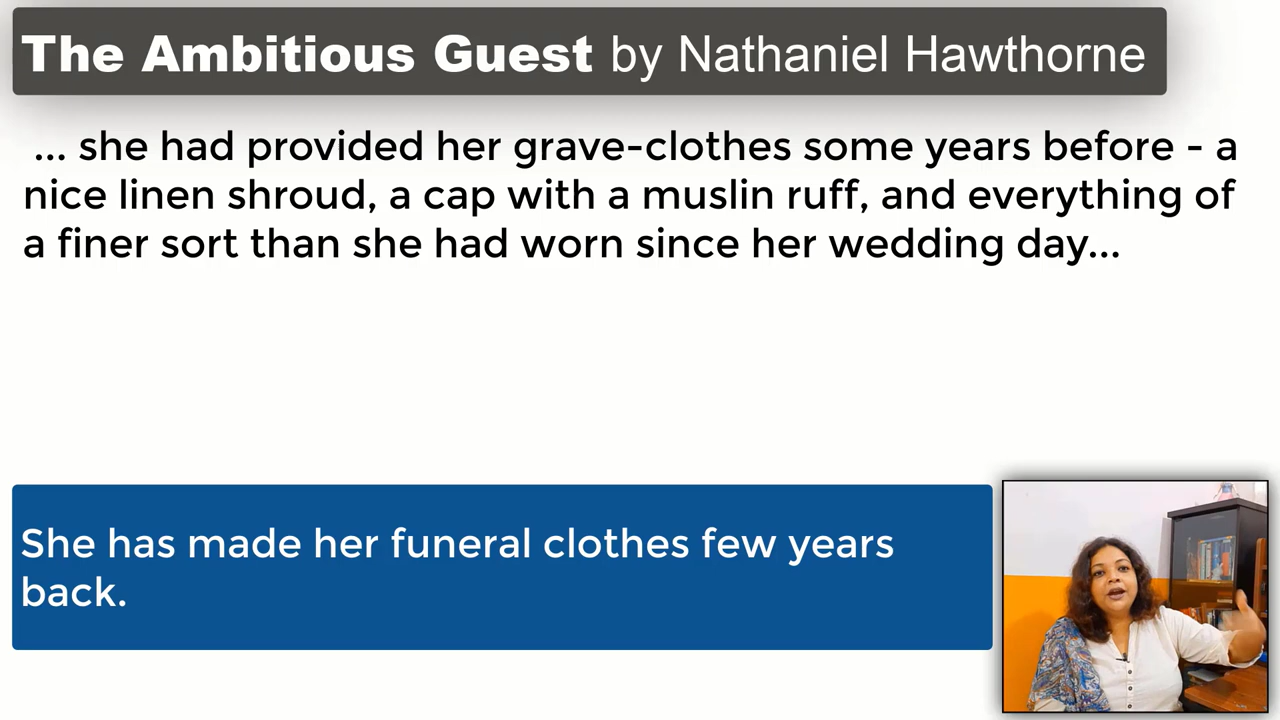 The Ambitious Guest by Nathaniel Hawthorne
... she had provided her grave-clothes some years before - a
nice linen shroud, a cap with a muslin ruff, and everything of
a finer sort than she had worn since her wedding day...
She has made her funeral clothes few years
back.